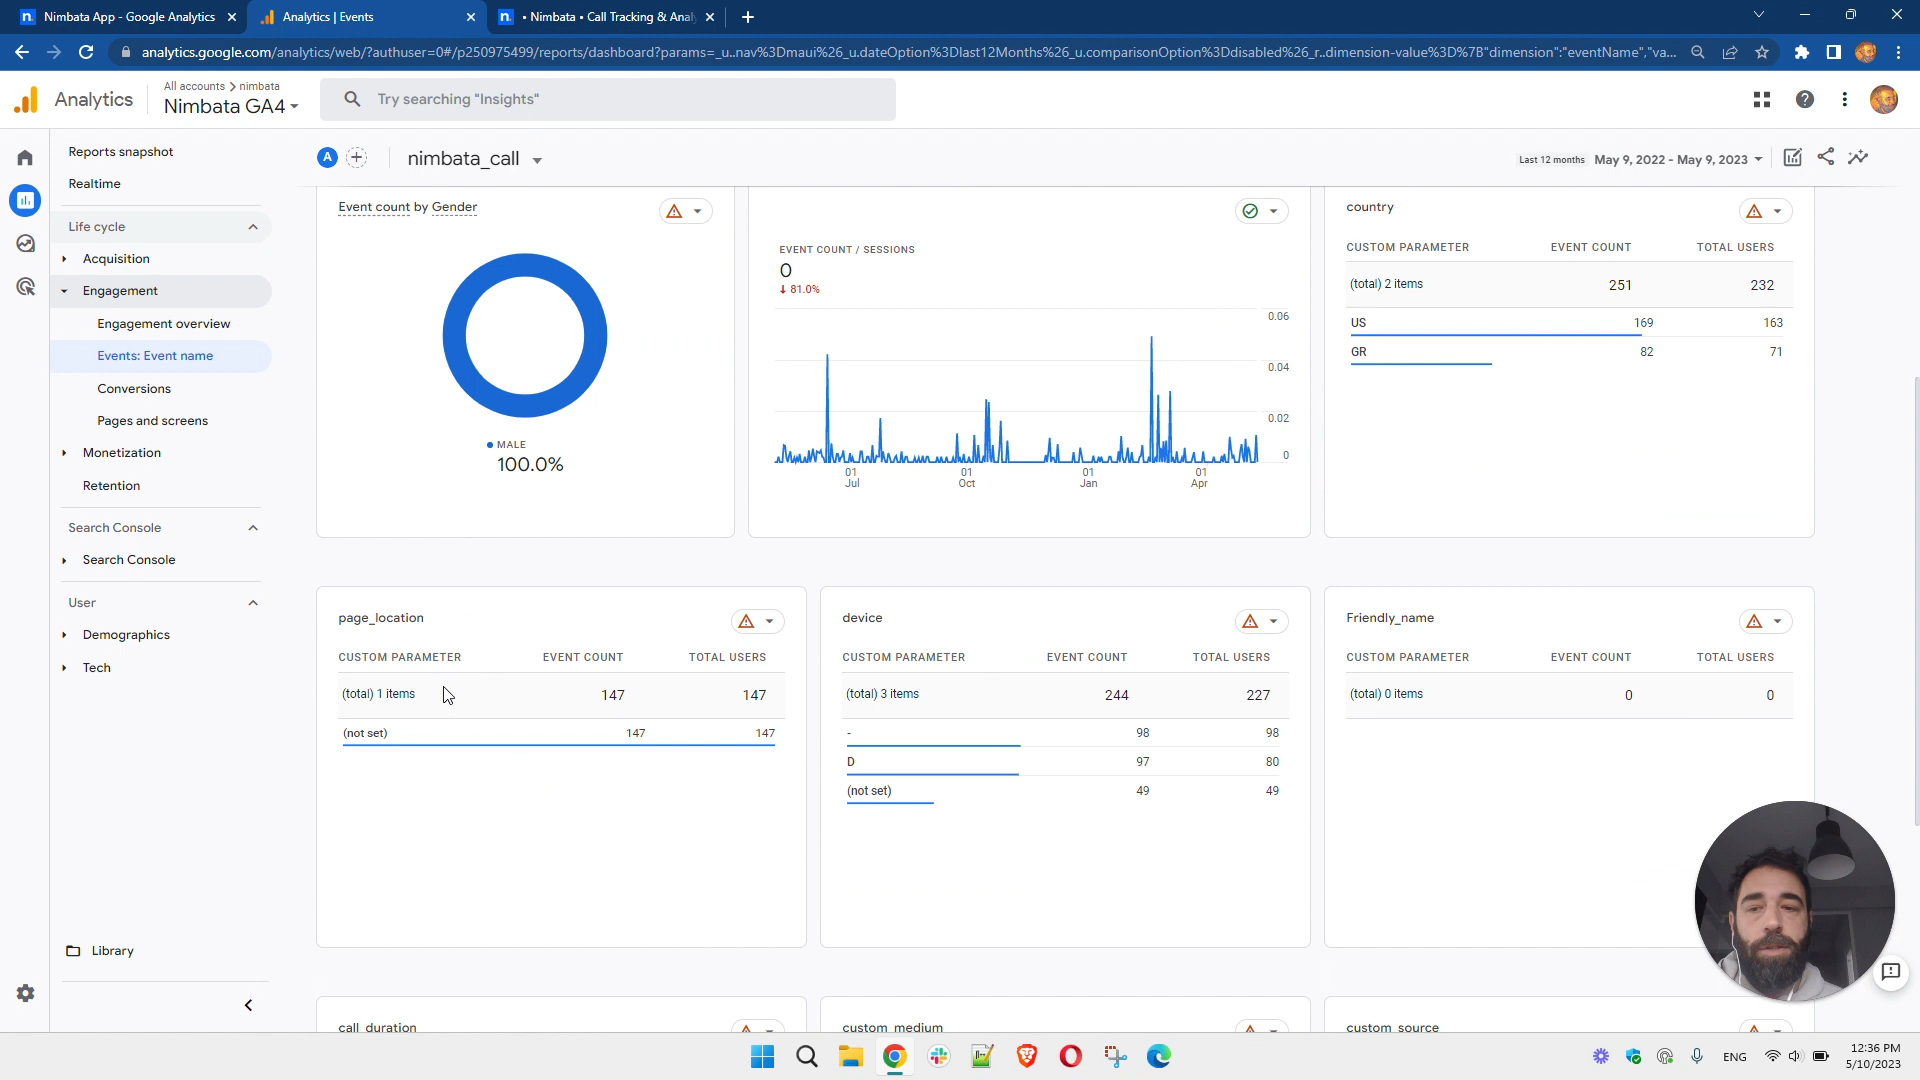 Nimbata App - Google Analytics
Analytics | Events
• Nimbata • Call Tracking & Anal
analytics.google.com/analytics/web/?authuser=0#/p250975499/reports/dashboard?params=_u..nav%3Dmaui%26_u.dateOption%3Dlast12Months%26_u.comparisonOption%3Ddisabled%26_r..dimension-value%3D%7B"dimension":"eventName","va...
Analytics
All accounts > nimbata
Nimbata GA4
Try searching "Insights"
Reports snapshot
Realtime
Life cycle
Acquisition
Engagement
Engagement overview
Events: Event name
Conversions
Pages and screens
Monetization
Retention
Search Console
Search Console
User
Demographics
Tech
Library
A
nimbata_call
Last 12 months May 9, 2022 - May 9, 2023
Event count by Gender
MALE
100.0%
EVENT COUNT / SESSIONS
0
81.0%
0.06
0.04
0.02
0
01 Jul
01 Oct
01 Jan
01 Apr
country
CUSTOM PARAMETER EVENT COUNT TOTAL USERS
(total) 2 items 251 232
US 169 163
GR 82 71
page_location
CUSTOM PARAMETER EVENT COUNT TOTAL USERS
(total) 1 items 147 147
(not set) 147 147
device
CUSTOM PARAMETER EVENT COUNT TOTAL USERS
(total) 3 items 244 227
- 98 98
D 97 80
(not set) 49 49
Friendly_name
CUSTOM PARAMETER EVENT COUNT TOTAL USERS
(total) 0 items 0 0
call_duration
custom_medium
custom_source
ENG
12:36 PM
5/10/2023